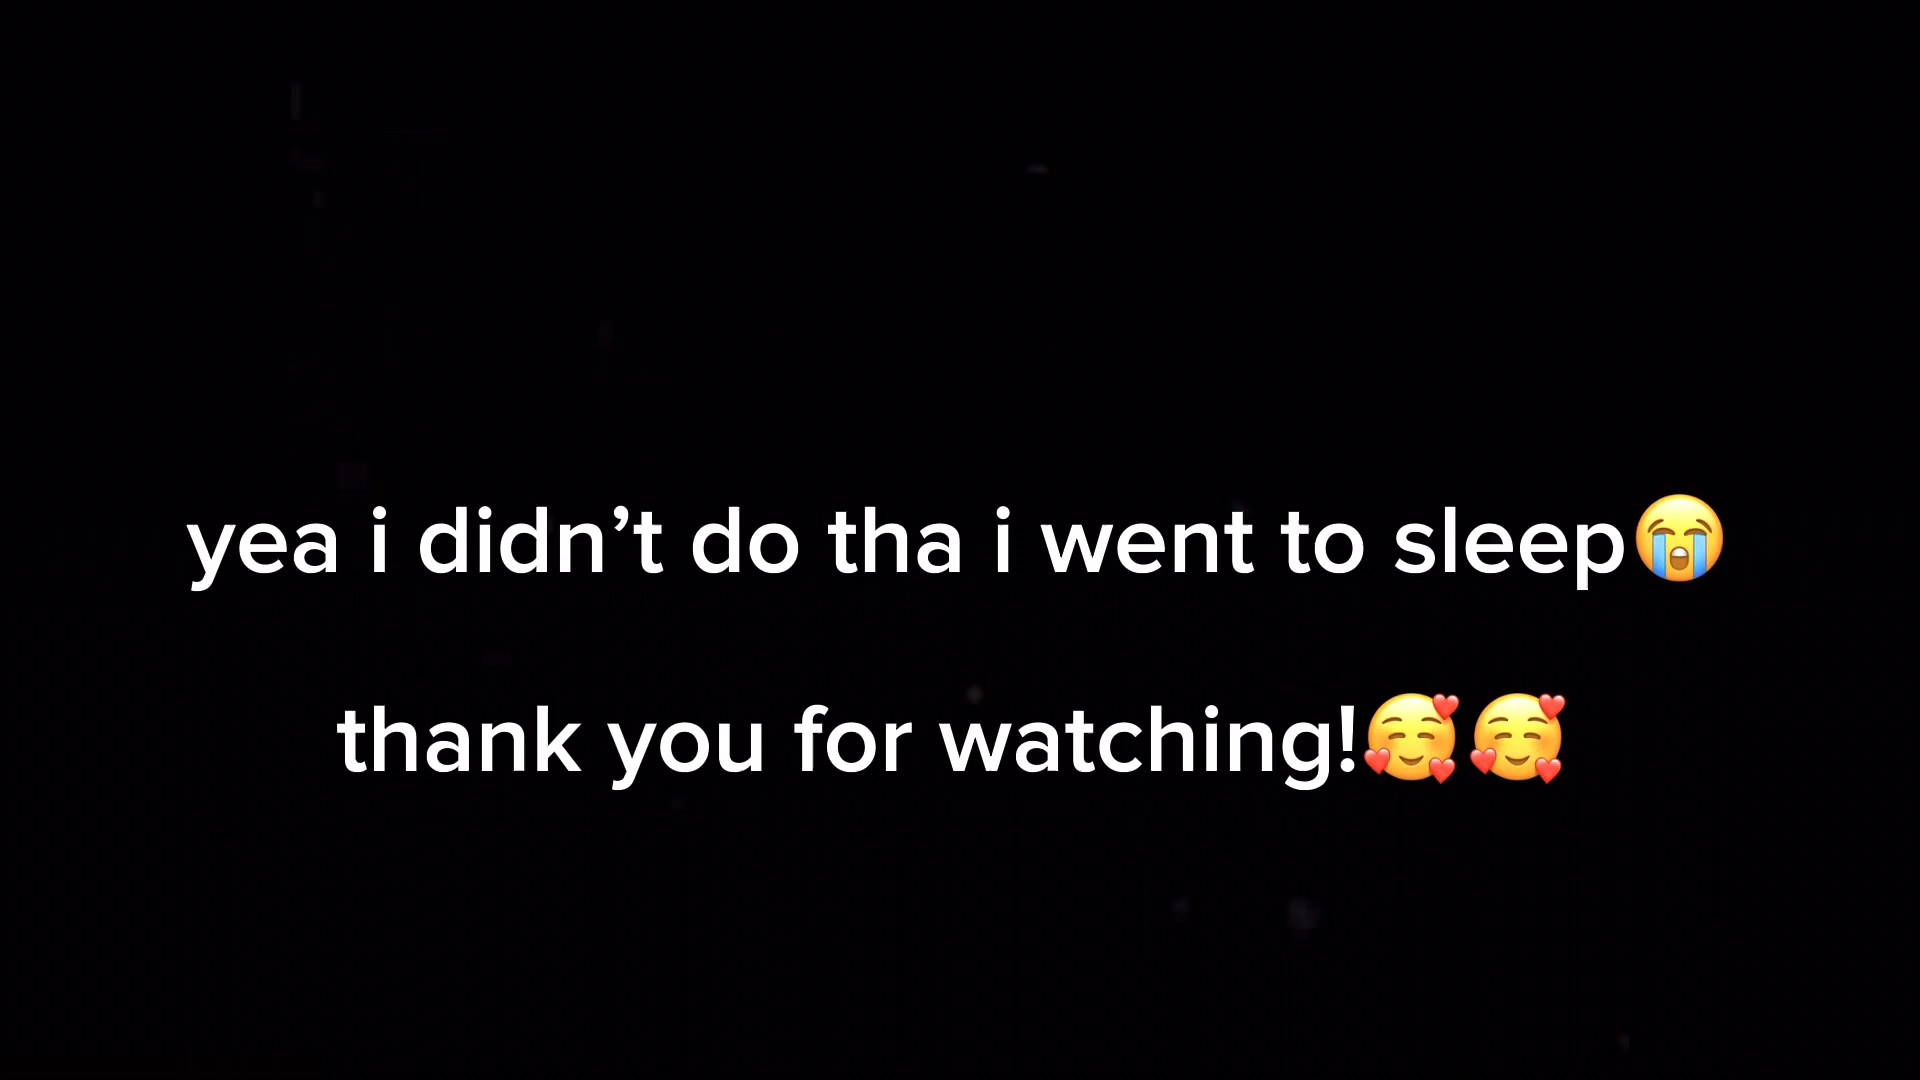 yea i didn’t do tha i went to sleep😭
thank you for watching!🥰🥰